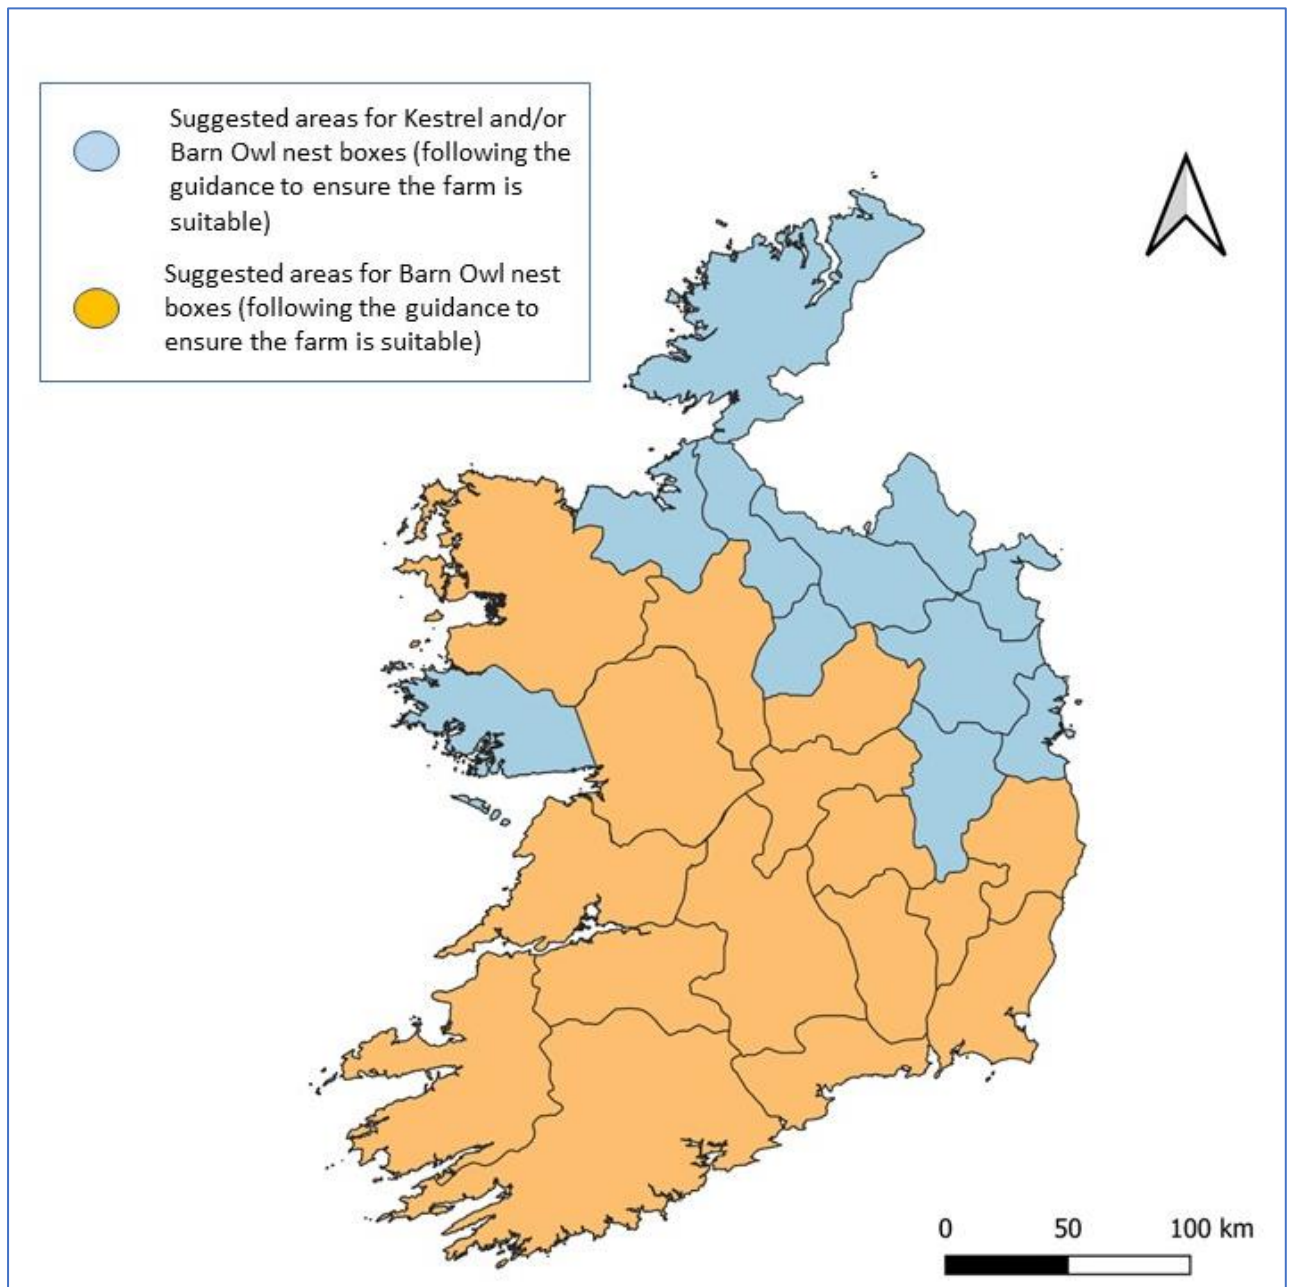 Suggested areas for Kestrel and/or
Barn Owl nest boxes (following the
guidance to ensure the farm is
suitable)
Suggested areas for Barn Owl nest
boxes (following the guidance to
ensure the farm is suitable)
0 50 100 km